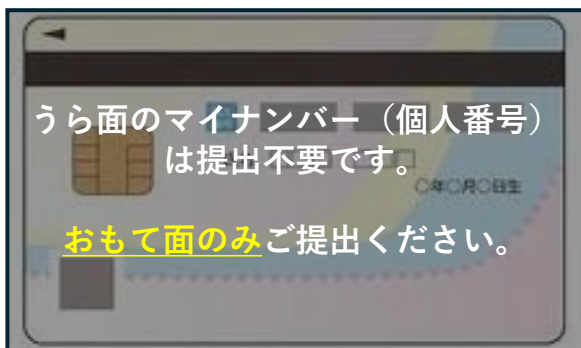 うら面のマイナンバー（個人番号）
は提出不要です。
〇年〇月〇日生
おもて面のみご提出ください。